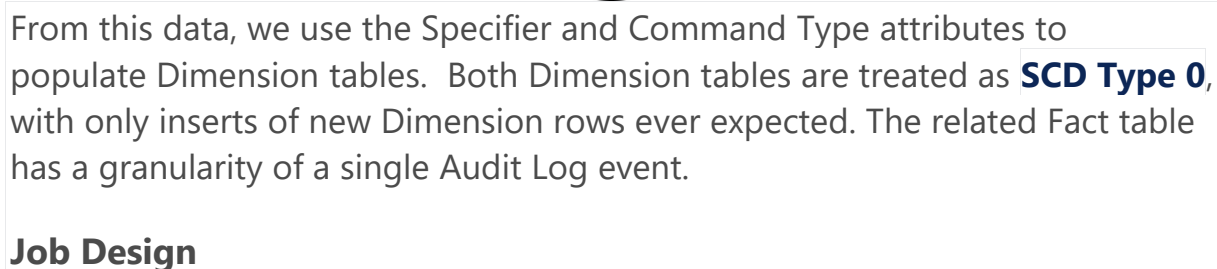 From this data, we use the Specifier and Command Type attributes to
populate Dimension tables.  Both Dimension tables are treated as SCD Type 0,
with only inserts of new Dimension rows ever expected. The related Fact table
has a granularity of a single Audit Log event.
Job Design